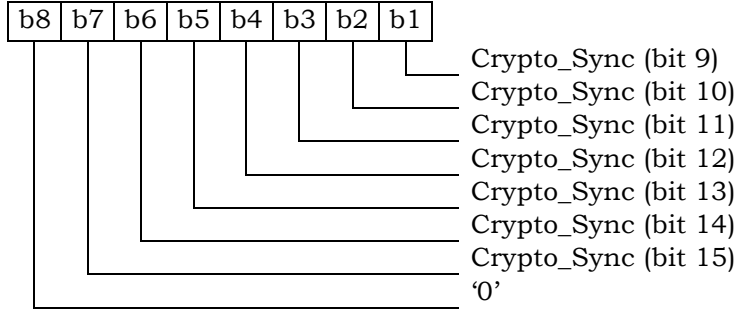 b8 b7 b6 b5 b4 b3 b2 b1
Crypto_Sync (bit 9)
Crypto_Sync (bit 10)
Crypto_Sync (bit 11)
Crypto_Sync (bit 12)
Crypto_Sync (bit 13)
Crypto_Sync (bit 14)
Crypto_Sync (bit 15)
‘0’